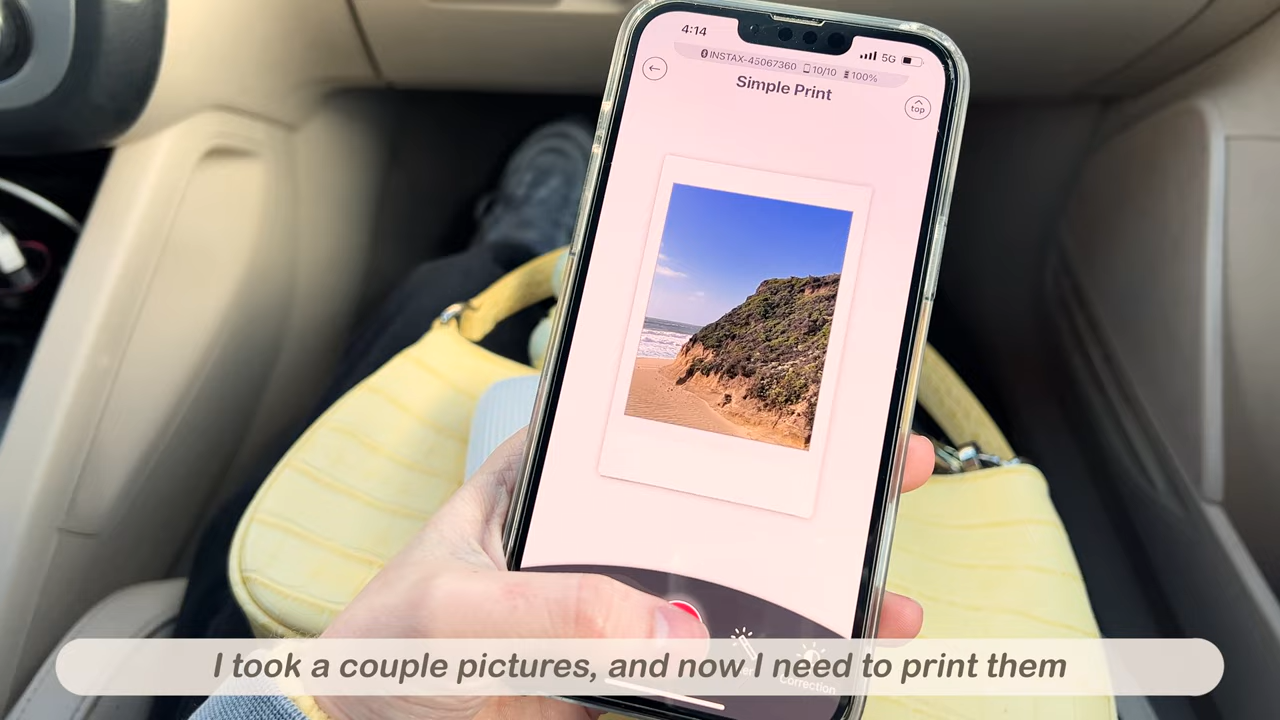 4:14
5G
INSTAX-45067360 10/10 100%
Simple Print
top
Correction
I took a couple pictures, and now I need to print them